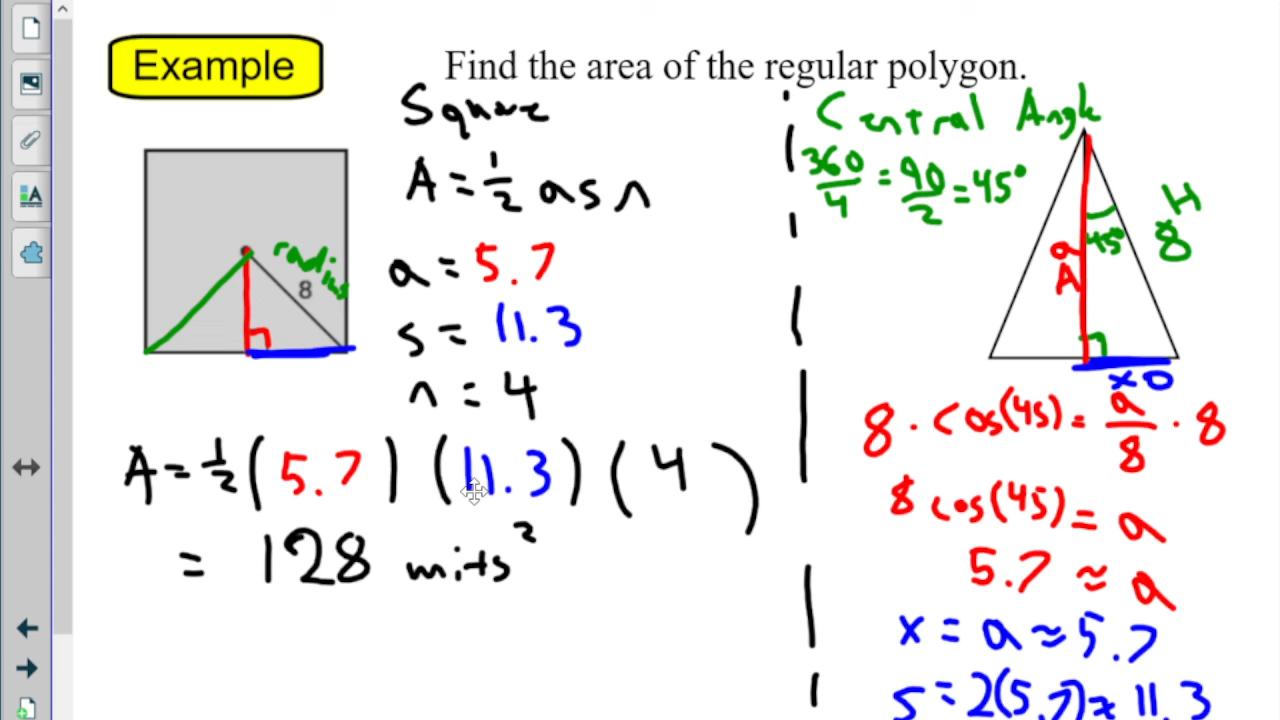 Example
Find the area of the regular polygon.
Square
A = 1/2 a s n
a = 5.7
s = 11.3
n = 4
radius
8
A = 1/2 (5.7) (11.3) (4)
= 128 units²
Central Angle
360/4 = 90/2 = 45°
H
8
45°
a
A
x O
8 · cos(45) = a/8 · 8
8 cos(45) = a
5.7 ≈ a
x = a ≈ 5.7
s = 2(5.7) ≈ 11.3